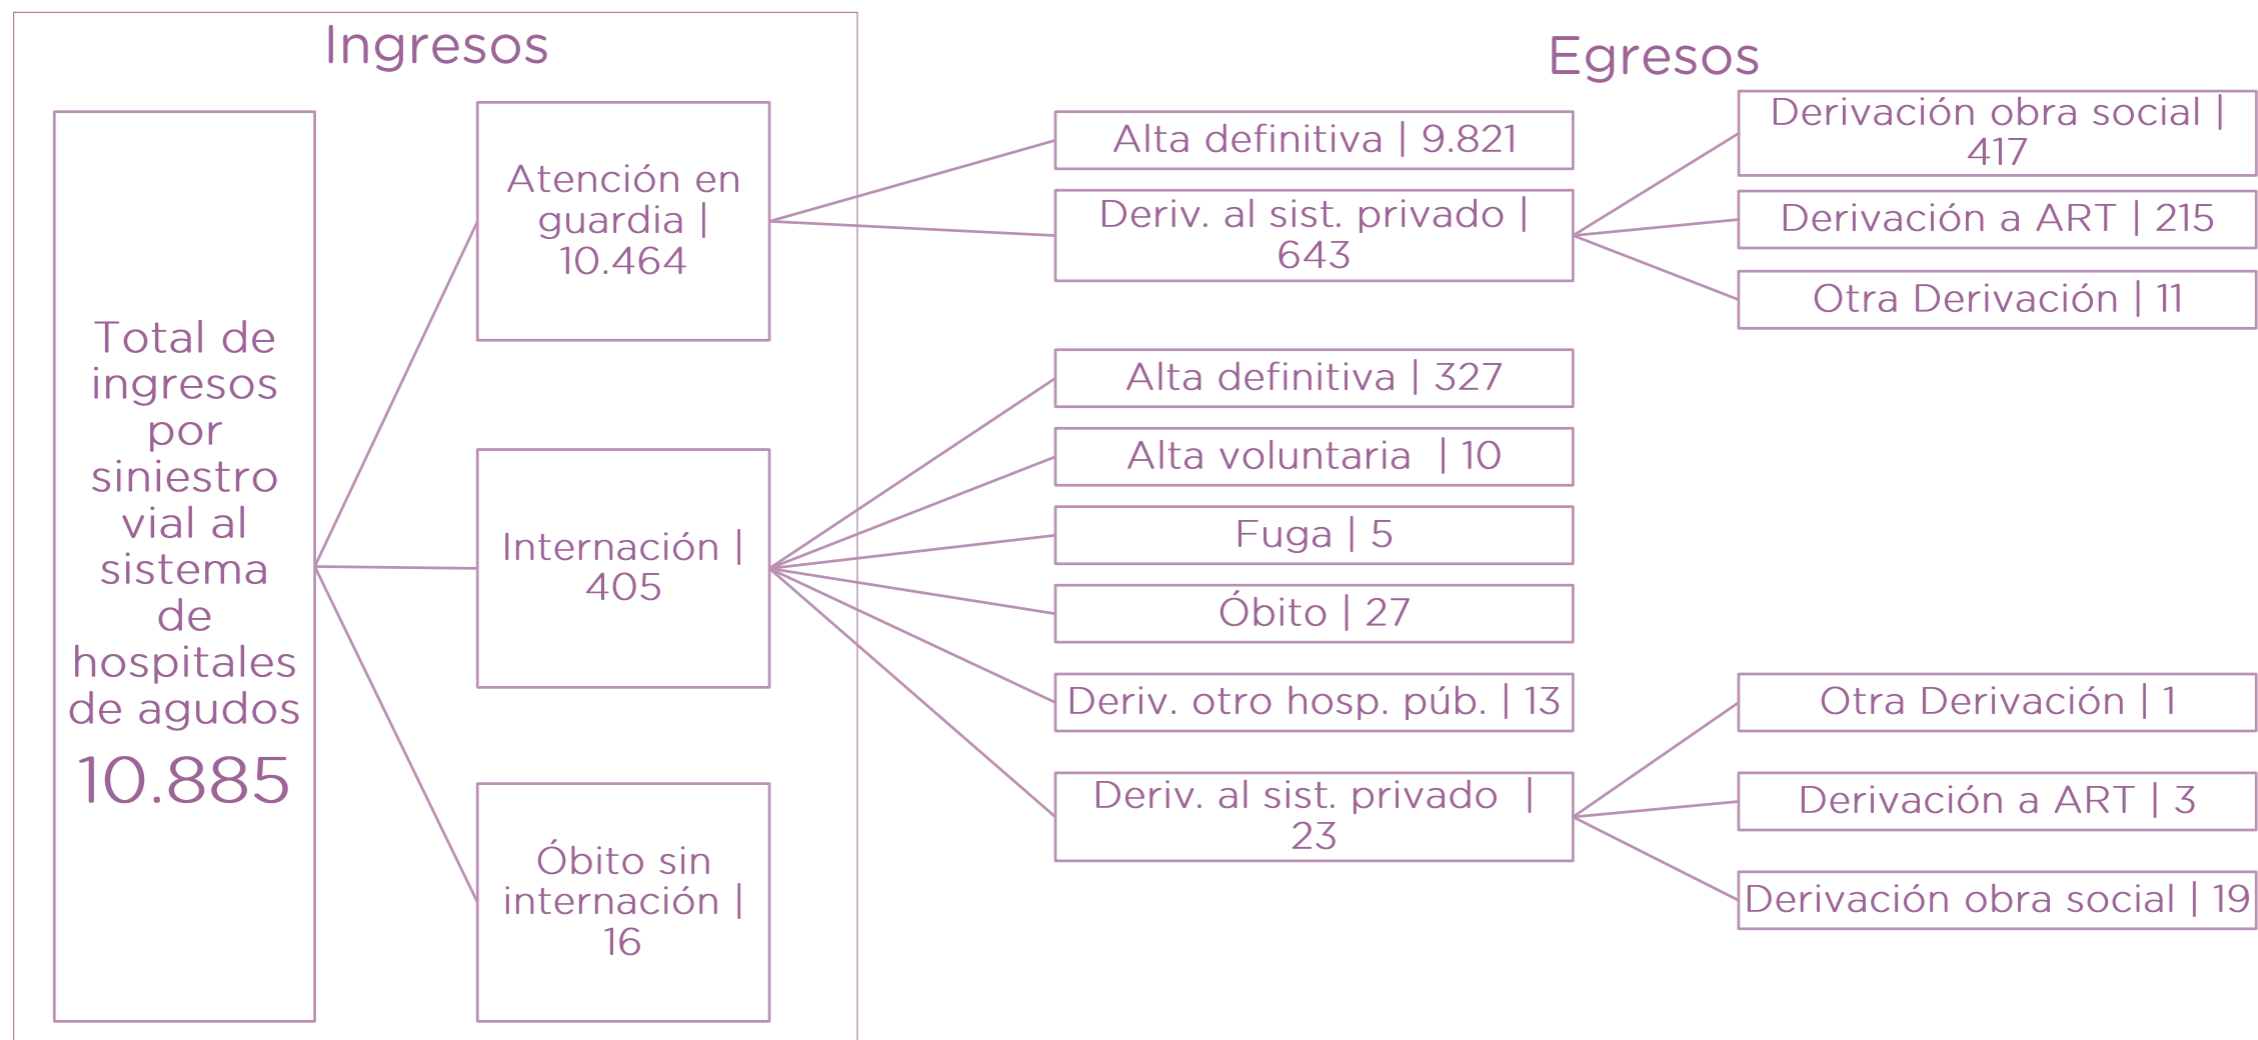 Ingresos
Total de
ingresos
por
siniestro
vial al
sistema
de
hospitales
de agudos
10.885
Atención en
guardia |
10.464
Internación |
405
Óbito sin
internación |
16
Egresos
Alta definitiva | 9.821
Deriv. al sist. privado |
643
Derivación obra social |
417
Derivación a ART | 215
Otra Derivación | 11
Alta definitiva | 327
Alta voluntaria | 10
Fuga | 5
Óbito | 27
Deriv. otro hosp. púb. | 13
Deriv. al sist. privado |
23
Otra Derivación | 1
Derivación a ART | 3
Derivación obra social | 19